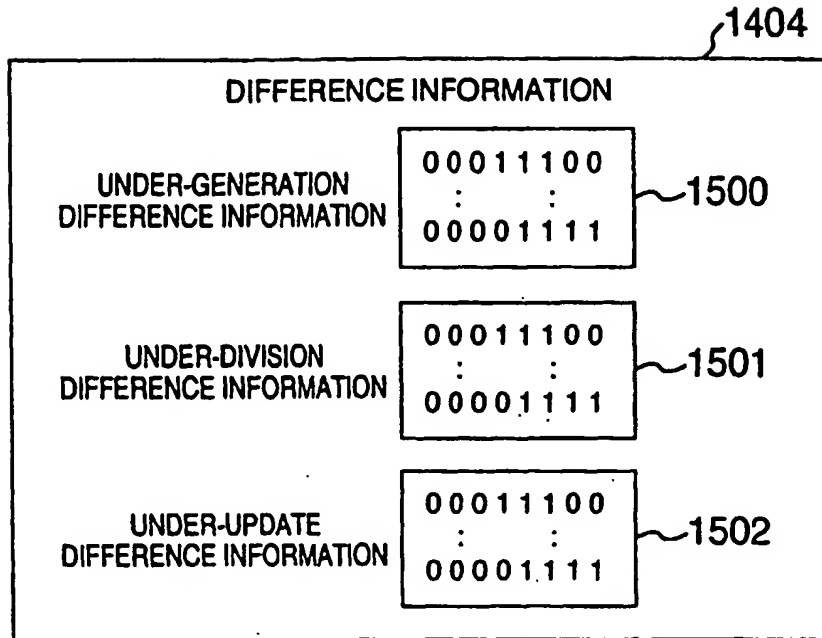 1404
DIFFERENCE INFORMATION
UNDER-GENERATION
DIFFERENCE INFORMATION
00011100
: :
00001111
1500
UNDER-DIVISION
DIFFERENCE INFORMATION
00011100
: :
00001111
1501
UNDER-UPDATE
DIFFERENCE INFORMATION
00011100
: :
00001111
1502